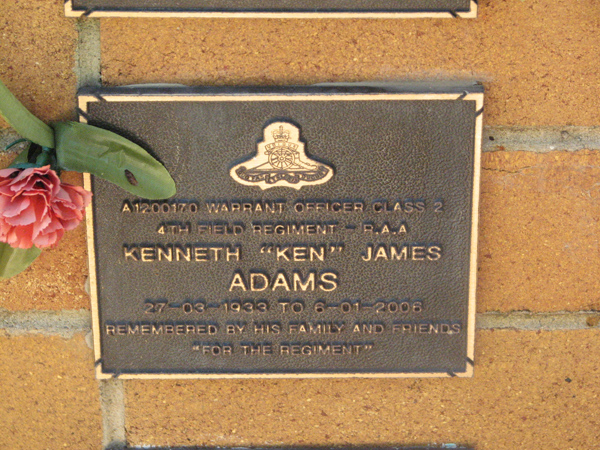 A1200170 WARRANT OFFICER CLASS 2
4TH FIELD REGIMENT - R.A.A
KENNETH "KEN" JAMES
ADAMS
27-03-1933 TO 6-01-2006
REMEMBERED BY HIS FAMILY AND FRIENDS
"FOR THE REGIMENT"